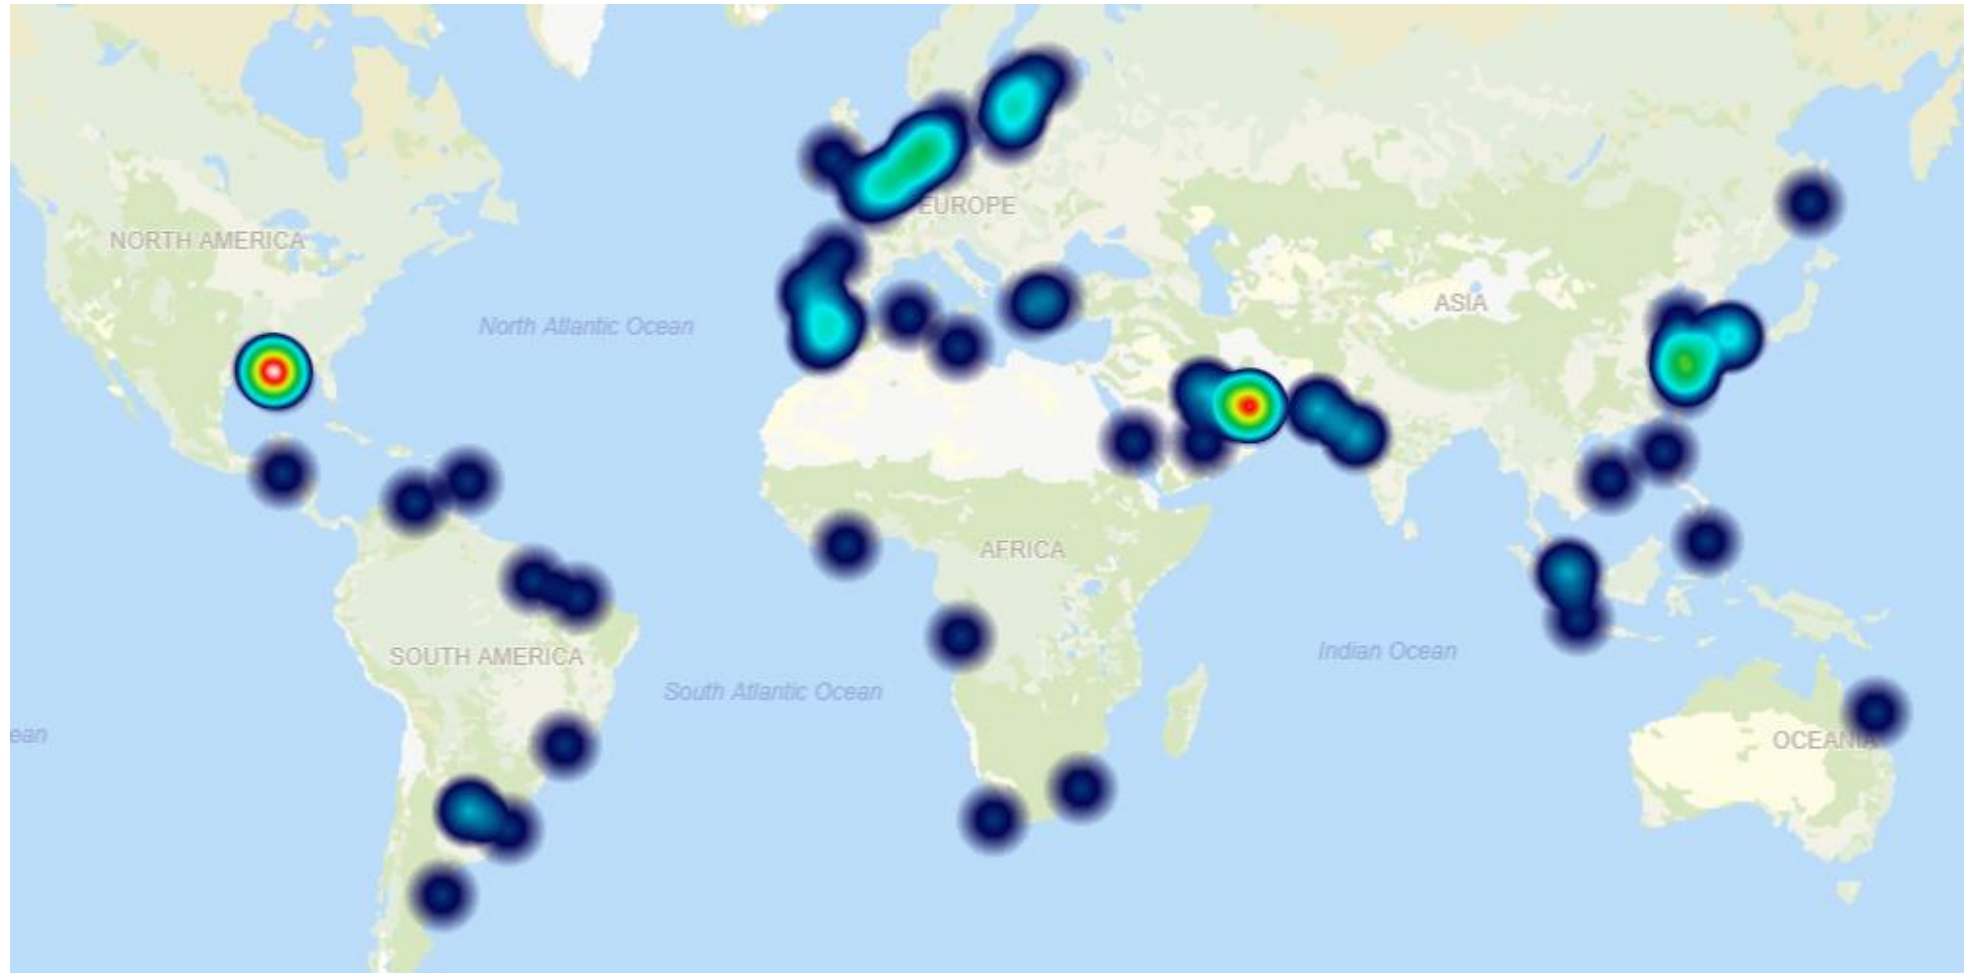 NORTH AMERICA
EUROPE
ASIA
North Atlantic Ocean
AFRICA
SOUTH AMERICA
South Atlantic Ocean
Indian Ocean
ean
OCEANIA